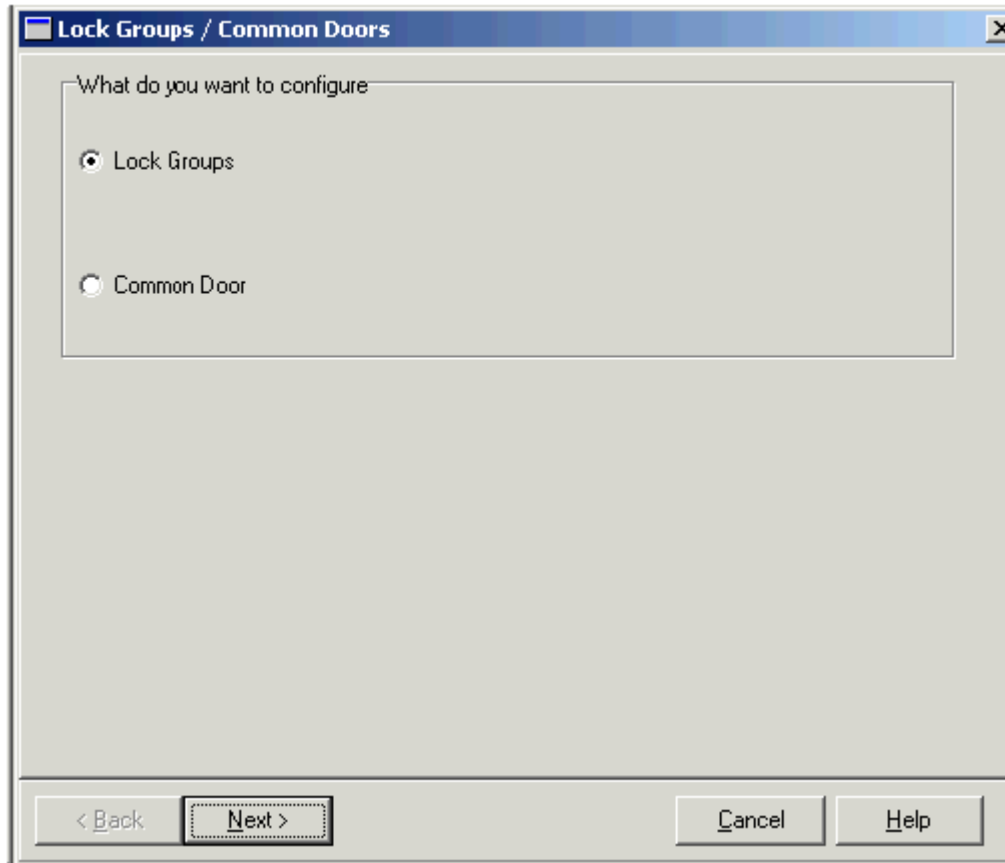 Lock Groups / Common Doors
What do you want to configure
Lock Groups
Common Door
< Back Next > Cancel Help